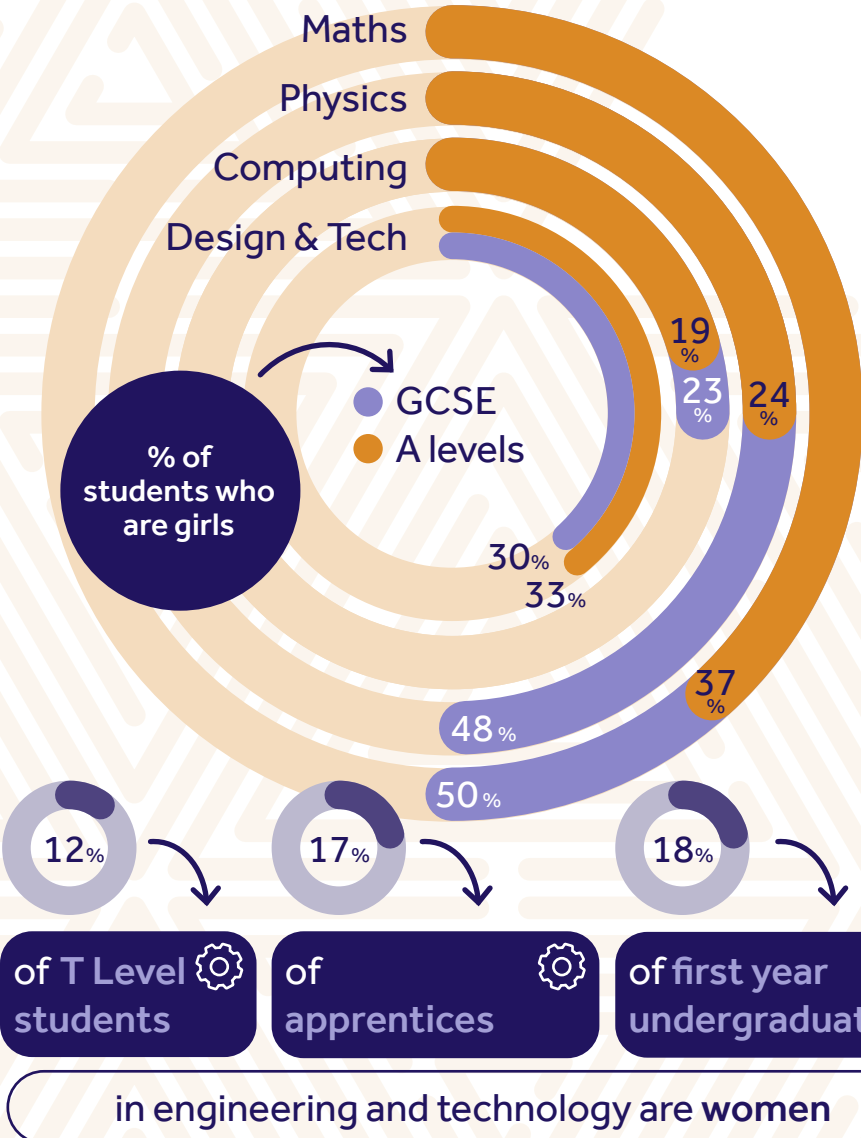 Maths
Physics
Computing
Design & Tech
19%
23%
24%
GCSE
A levels
% of
students who
are girls
30%
33%
37%
48%
50%
12%
17%
18%
of T Level
students
of
apprentices
of first year
undergraduat
in engineering and technology are women